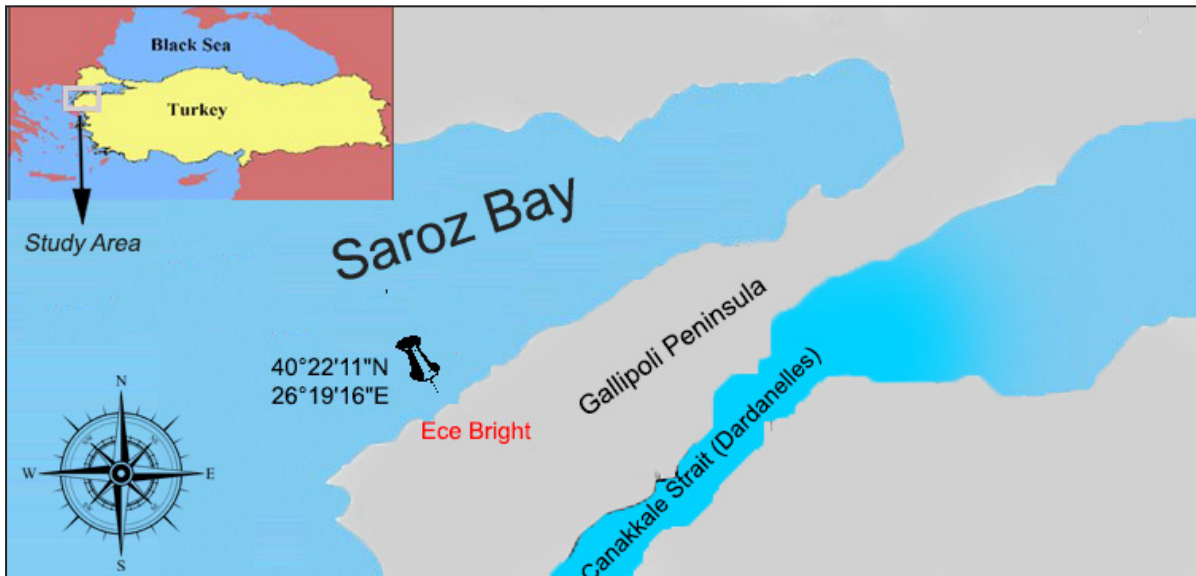 Black Sea
Turkey
Study Area
Saroz Bay
40°22'11"N
26°19'16"E
Ece Bright
Gallipoli Peninsula
Canakkale Strait (Dardanelles)
N
W
E
S